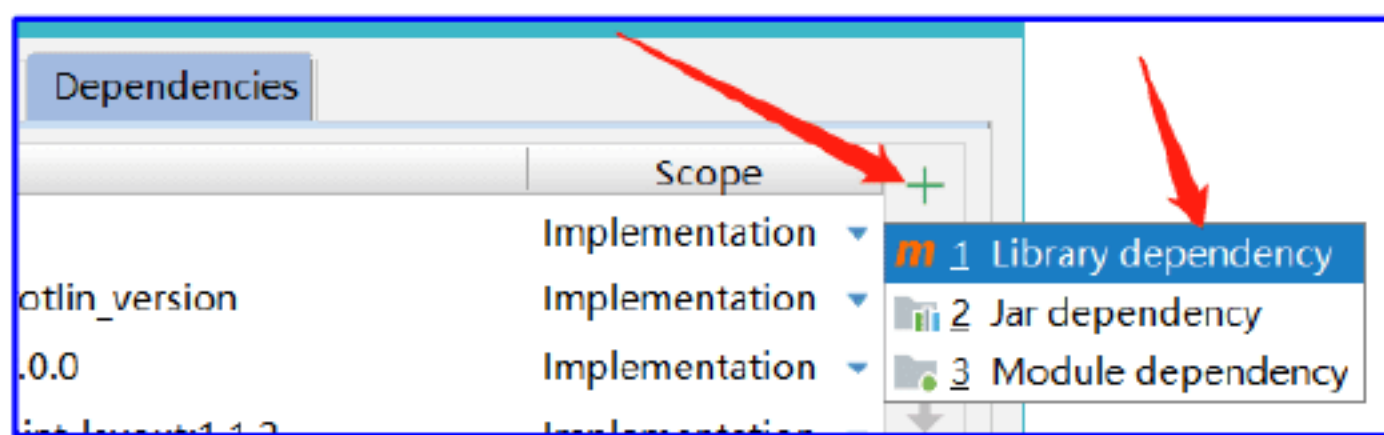 Dependencies
Scope
Implementation
1 Library dependency
otlin_version Implementation
2 Jar dependency
.0.0 Implementation
3 Module dependency